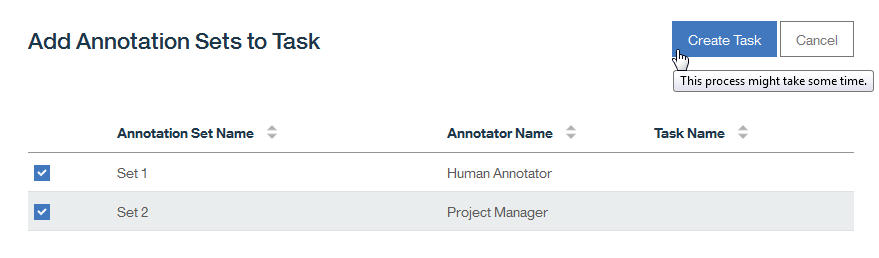 Add Annotation Sets to Task
Create Task
Cancel
This process might take some time.
Annotation Set Name
Annotator Name
Task Name
Set 1
Human Annotator
Set 2
Project Manager